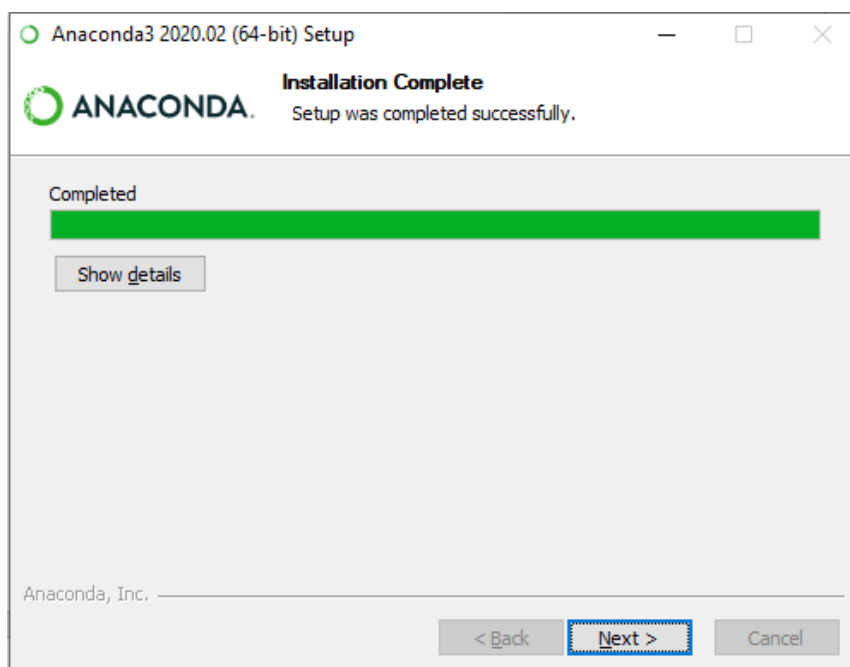 Anaconda3 2020.02 (64-bit) Setup
ANACONDA.
Installation Complete
Setup was completed successfully.
Completed
Show details
Anaconda, Inc.
< Back
Next >
Cancel